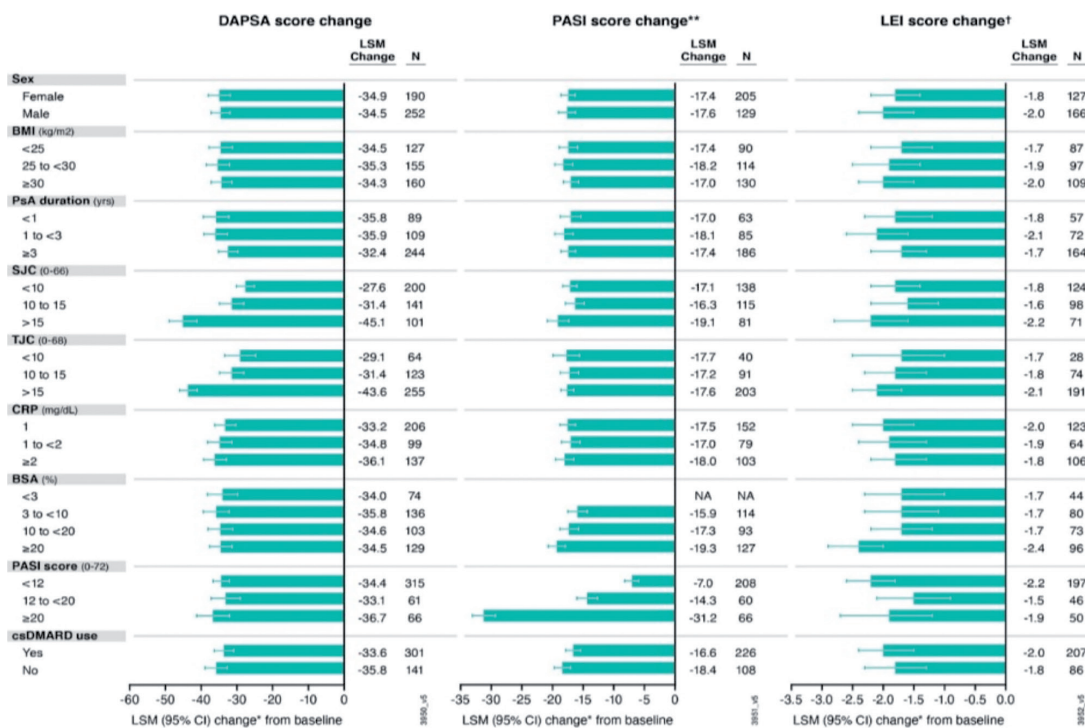 DAPSA score change PASI score change** LEI score change†
LSM Change N LSM Change N LSM Change N
Sex
Female -34.9 190 -17.4 205 -1.8 127
Male -34.5 252 -17.6 129 -2.0 166
BMI (kg/m2)
<25 -34.5 127 -17.4 90 -1.7 87
25 to <30 -35.3 155 -18.2 114 -1.9 97
≥30 -34.3 160 -17.0 130 -2.0 109
PsA duration (yrs)
<1 -35.8 89 -17.0 63 -1.8 57
1 to <3 -35.9 109 -18.1 85 -2.1 72
≥3 -32.4 244 -17.4 186 -1.7 164
SJC (0-66)
<10 -27.6 200 -17.1 138 -1.8 124
10 to 15 -31.4 141 -16.3 115 -1.6 98
>15 -45.1 101 -19.1 81 -2.2 71
TJC (0-68)
<10 -29.1 64 -17.7 40 -1.7 28
10 to 15 -31.4 123 -17.2 91 -1.8 74
>15 -43.6 255 -17.6 203 -2.1 191
CRP (mg/dL)
1 -33.2 206 -17.5 152 -2.0 123
1 to <2 -34.8 99 -17.0 79 -1.9 64
≥2 -36.1 137 -18.0 103 -1.8 106
BSA (%)
<3 -34.0 74 NA NA -1.7 44
3 to <10 -35.8 136 -15.9 114 -1.7 80
10 to <20 -34.6 103 -17.3 93 -1.7 73
≥20 -34.5 129 -19.3 127 -2.4 96
PASI score (0-72)
<12 -34.4 315 -7.0 208 -2.2 197
12 to <20 -33.1 61 -14.3 60 -1.5 46
≥20 -36.7 66 -31.2 66 -1.9 50
csDMARD use
Yes -33.6 301 -16.6 226 -2.0 207
No -35.8 141 -18.4 108 -1.8 86
-60 -50 -40 -30 -20 -10 0 -35 -30 -25 -20 -15 -10 -5 0 -3.5 -3.0 -2.5 -2.0 -1.5 -1.0 -0.5 0.0
LSM (95% CI) change* from baseline LSM (95% CI) change* from baseline LSM (95% CI) change* from baseline
3950_v5
3951_v5